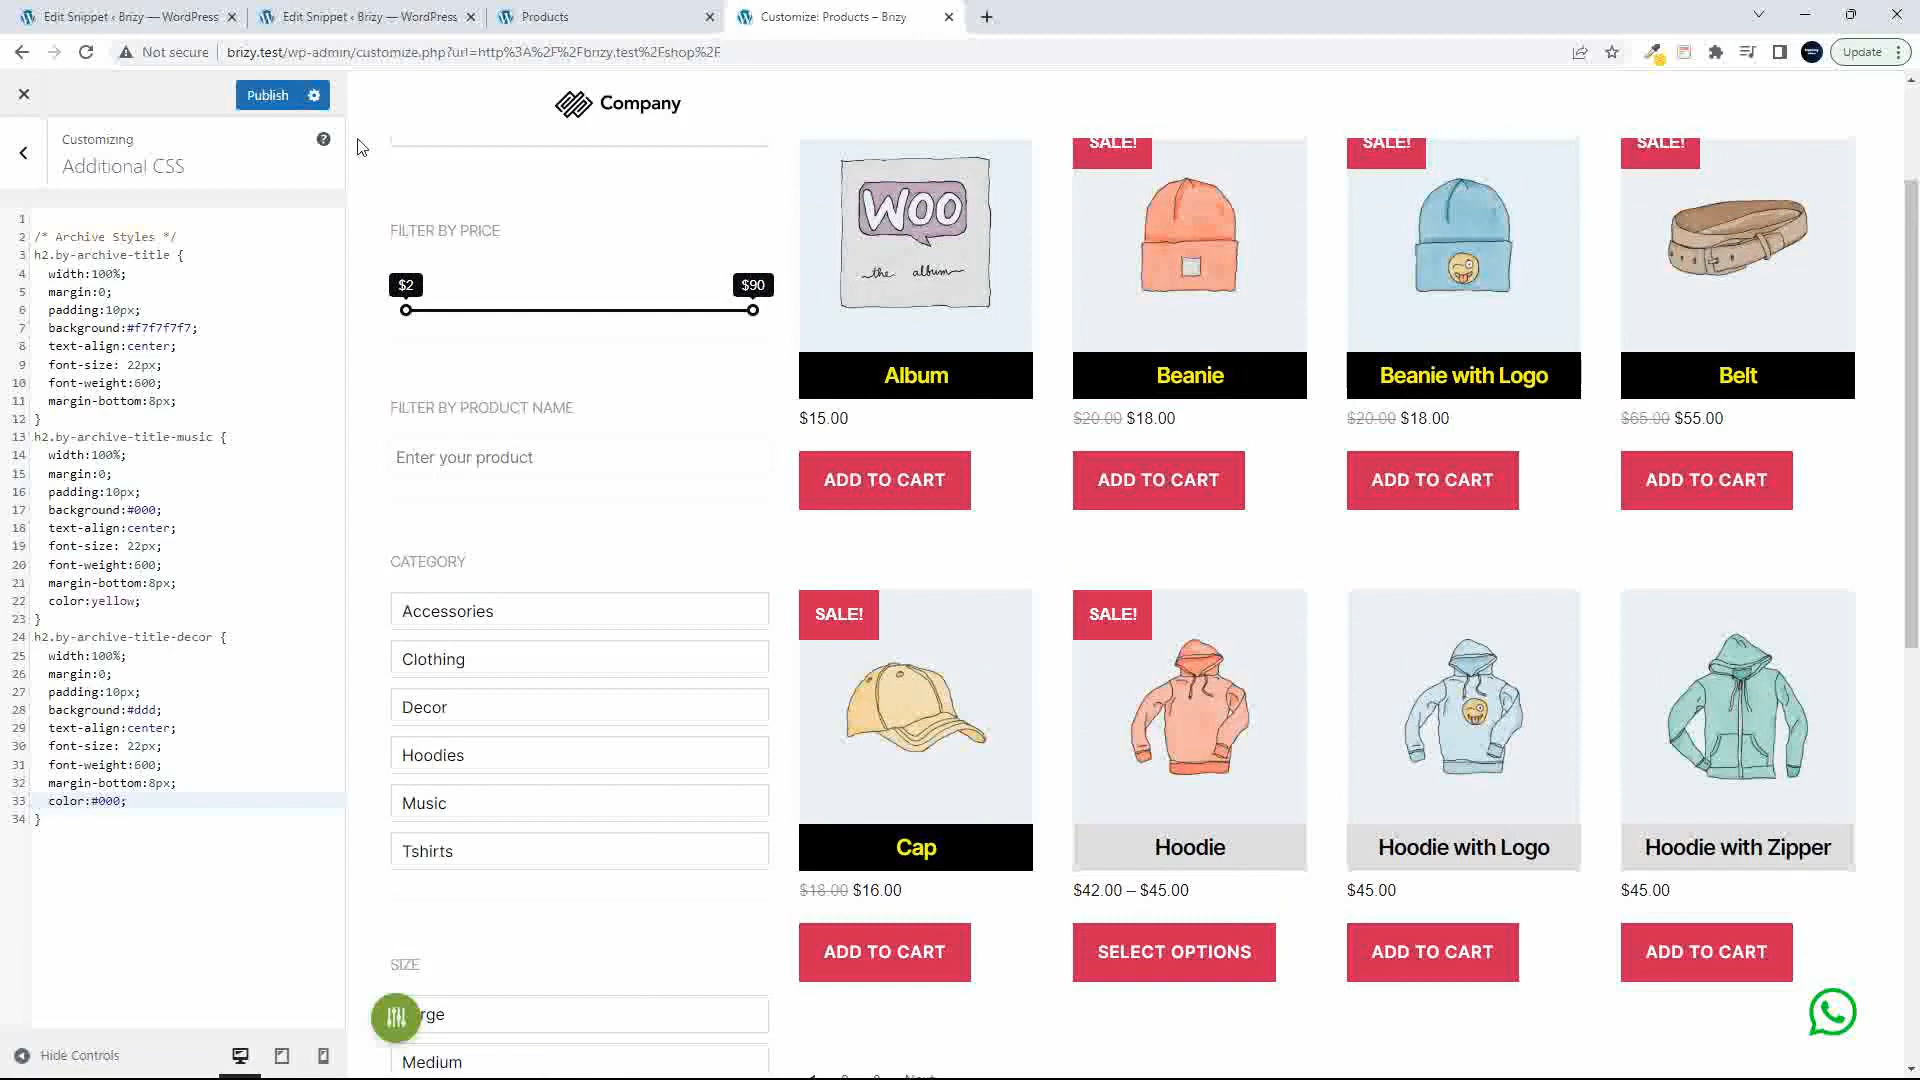 Edit Snippet ‹ Brizy — WordPress
Edit Snippet ‹ Brizy — WordPress
Products
Customize: Products – Brizy
Not secure
brizy.test/wp-admin/customize.php?url=http%3A%2F%2Fbrizy.test%2Fshop%2F
Update
Publish
Customizing
Additional CSS
1
2 /* Archive Styles */
3 h2.by-archive-title {
4 width:100%;
5 margin:0;
6 padding:10px;
7 background:#f7f7f7f7;
8 text-align:center;
9 font-size: 22px;
10 font-weight:600;
11 margin-bottom:8px;
12 }
13 h2.by-archive-title-music {
14 width:100%;
15 margin:0;
16 padding:10px;
17 background:#000;
18 text-align:center;
19 font-size: 22px;
20 font-weight:600;
21 margin-bottom:8px;
22 color:yellow;
23 }
24 h2.by-archive-title-decor {
25 width:100%;
26 margin:0;
27 padding:10px;
28 background:#ddd;
29 text-align:center;
30 font-size: 22px;
31 font-weight:600;
32 margin-bottom:8px;
33 color:#000;
34 }
Hide Controls
Company
FILTER BY PRICE
$2 $90
FILTER BY PRODUCT NAME
Enter your product
CATEGORY
Accessories
Clothing
Decor
Hoodies
Music
Tshirts
SIZE
rge
Medium
SALE! SALE! SALE!
WOO
the album
Album Beanie Beanie with Logo Belt
$15.00 $20.00 $18.00 $20.00 $18.00 $65.00 $55.00
ADD TO CART ADD TO CART ADD TO CART ADD TO CART
SALE! SALE!
Cap Hoodie Hoodie with Logo Hoodie with Zipper
$18.00 $16.00 $42.00 – $45.00 $45.00 $45.00
ADD TO CART SELECT OPTIONS ADD TO CART ADD TO CART